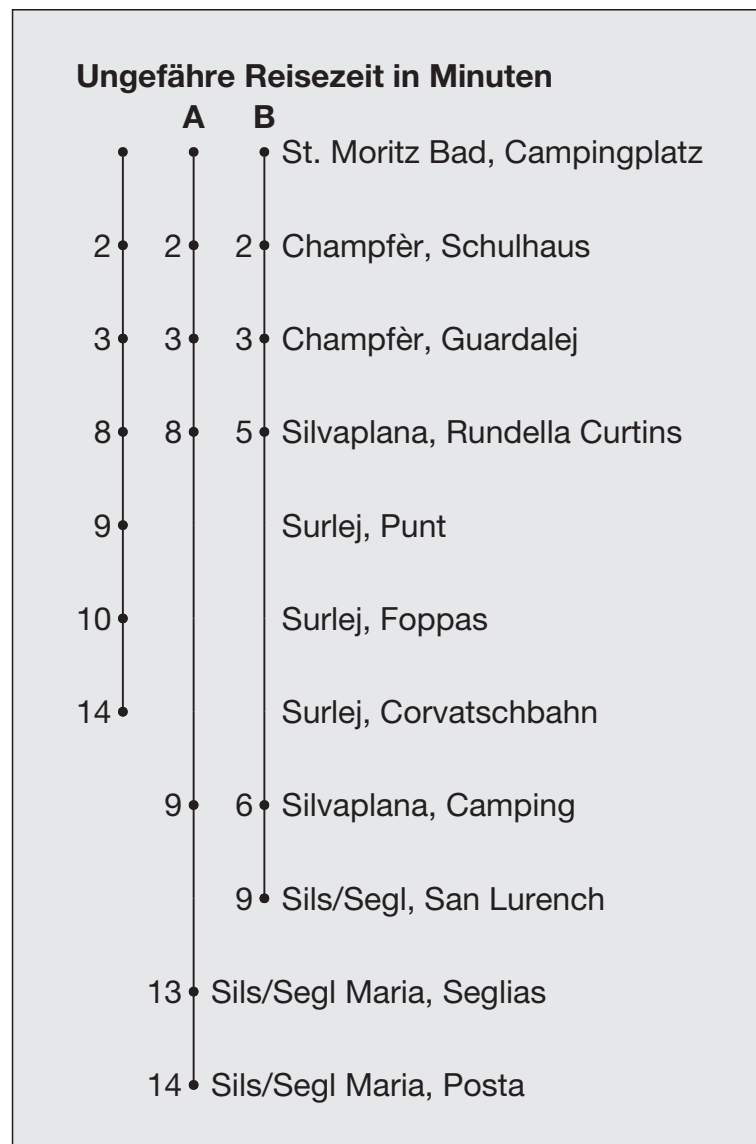 Ungefähre Reisezeit in Minuten
A B
St. Moritz Bad, Campingplatz
2 2 2 Champfèr, Schulhaus
3 3 3 Champfèr, Guardalej
8 8 5 Silvaplana, Rundella Curtins
9 Surlej, Punt
10 Surlej, Foppas
14 Surlej, Corvatschbahn
9 6 Silvaplana, Camping
9 Sils/Segl, San Lurench
13 Sils/Segl Maria, Seglias
14 Sils/Segl Maria, Posta